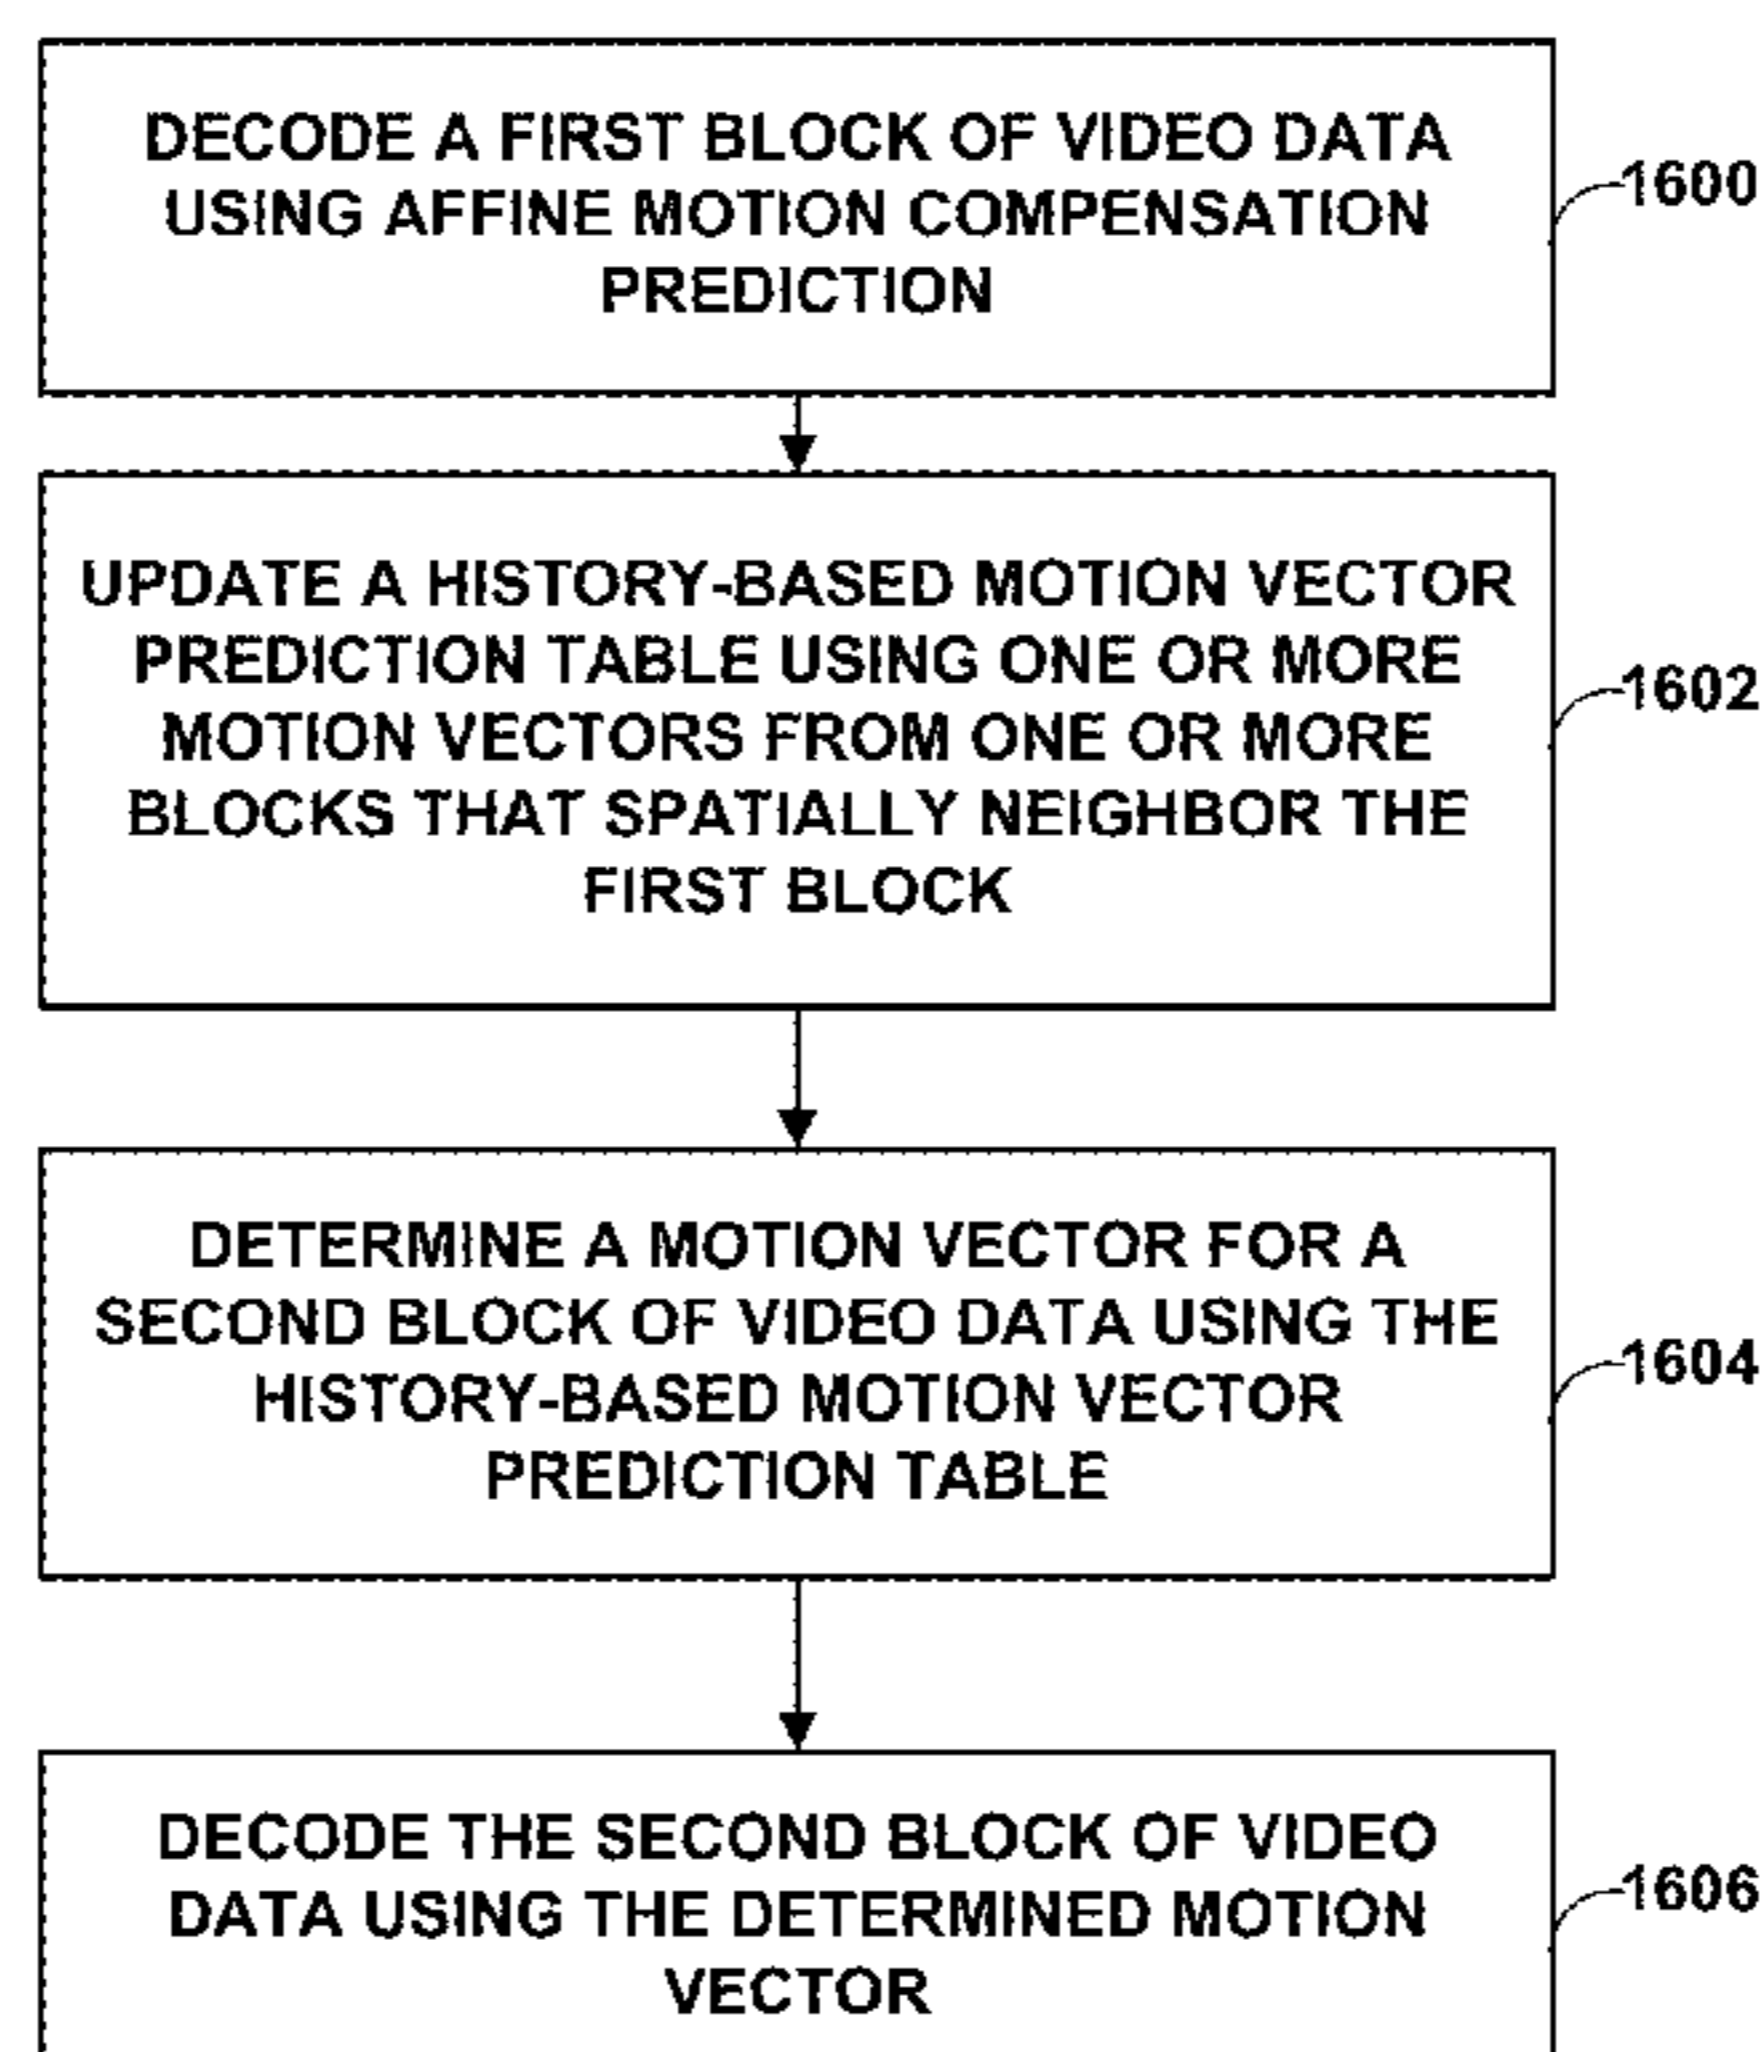 DECODE A FIRST BLOCK OF VIDEO DATA
USING AFFINE MOTION COMPENSATION
PREDICTION
1600
UPDATE A HISTORY-BASED MOTION VECTOR
PREDICTION TABLE USING ONE OR MORE
MOTION VECTORS FROM ONE OR MORE
BLOCKS THAT SPATIALLY NEIGHBOR THE
FIRST BLOCK
1602
DETERMINE A MOTION VECTOR FOR A
SECOND BLOCK OF VIDEO DATA USING THE
HISTORY-BASED MOTION VECTOR
PREDICTION TABLE
1604
DECODE THE SECOND BLOCK OF VIDEO
DATA USING THE DETERMINED MOTION
VECTOR
1606